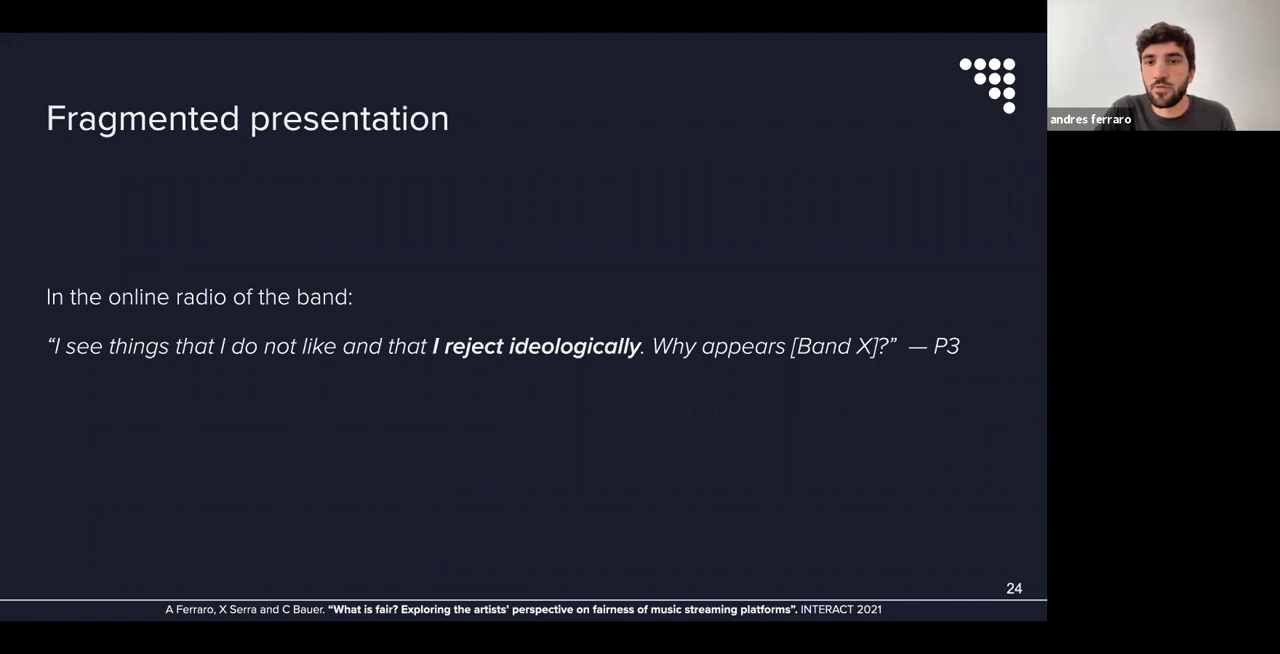 Fragmented presentation
In the online radio of the band:
“I see things that I do not like and that I reject ideologically. Why appears [Band X]?” — P3
24
A Ferraro, X Serra and C Bauer. “What is fair? Exploring the artists’ perspective on fairness of music streaming platforms”. INTERACT 2021
andres ferraro